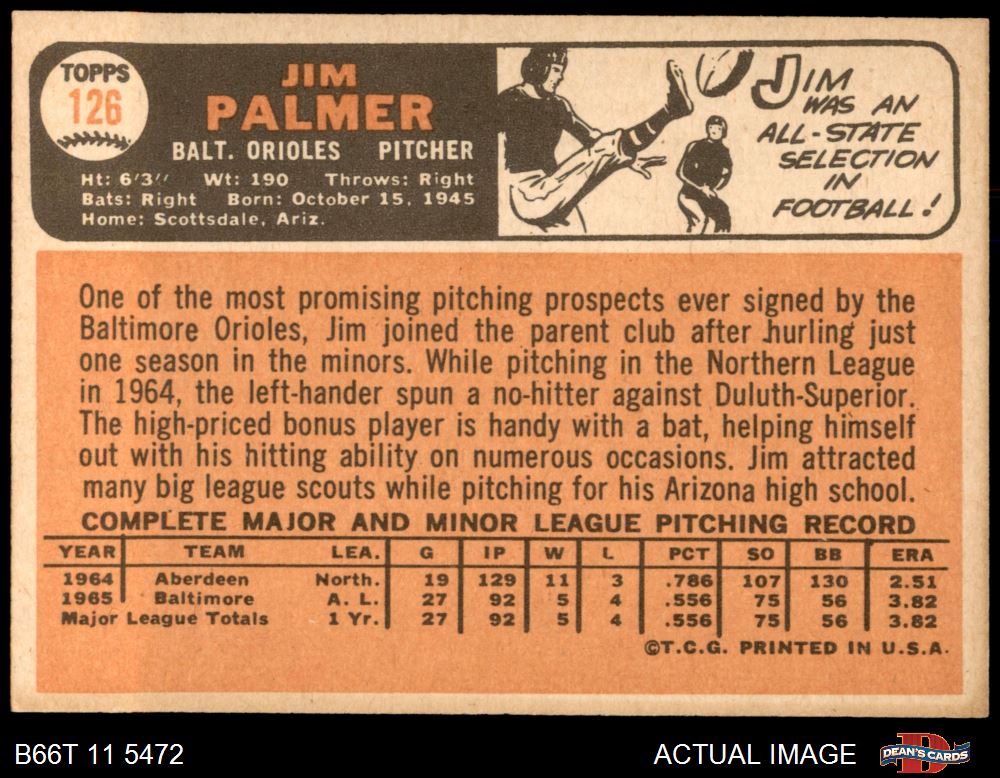 TOPPS
126
JIM
PALMER
BALT. ORIOLES PITCHER
Ht: 6'3" Wt: 190 Throws: Right
Bats: Right Born: October 15, 1945
Home: Scottsdale, Ariz.
JIM
WAS AN
ALL-STATE
SELECTION
IN
FOOTBALL!
One of the most promising pitching prospects ever signed by the
Baltimore Orioles, Jim joined the parent club after hurling just
one season in the minors. While pitching in the Northern League
in 1964, the left-hander spun a no-hitter against Duluth-Superior.
The high-priced bonus player is handy with a bat, helping himself
out with his hitting ability on numerous occasions. Jim attracted
many big league scouts while pitching for his Arizona high school.
COMPLETE MAJOR AND MINOR LEAGUE PITCHING RECORD
YEAR TEAM LEA. G IP W L PCT SO BB ERA
1964 Aberdeen North. 19 129 11 3 .786 107 130 2.51
1965 Baltimore A. L. 27 92 5 4 .556 75 56 3.82
Major League Totals 1 Yr. 27 92 5 4 .556 75 56 3.82
©T.C.G. PRINTED IN U.S.A.
B66T 11 5472
ACTUAL IMAGE
DEAN'S CARDS